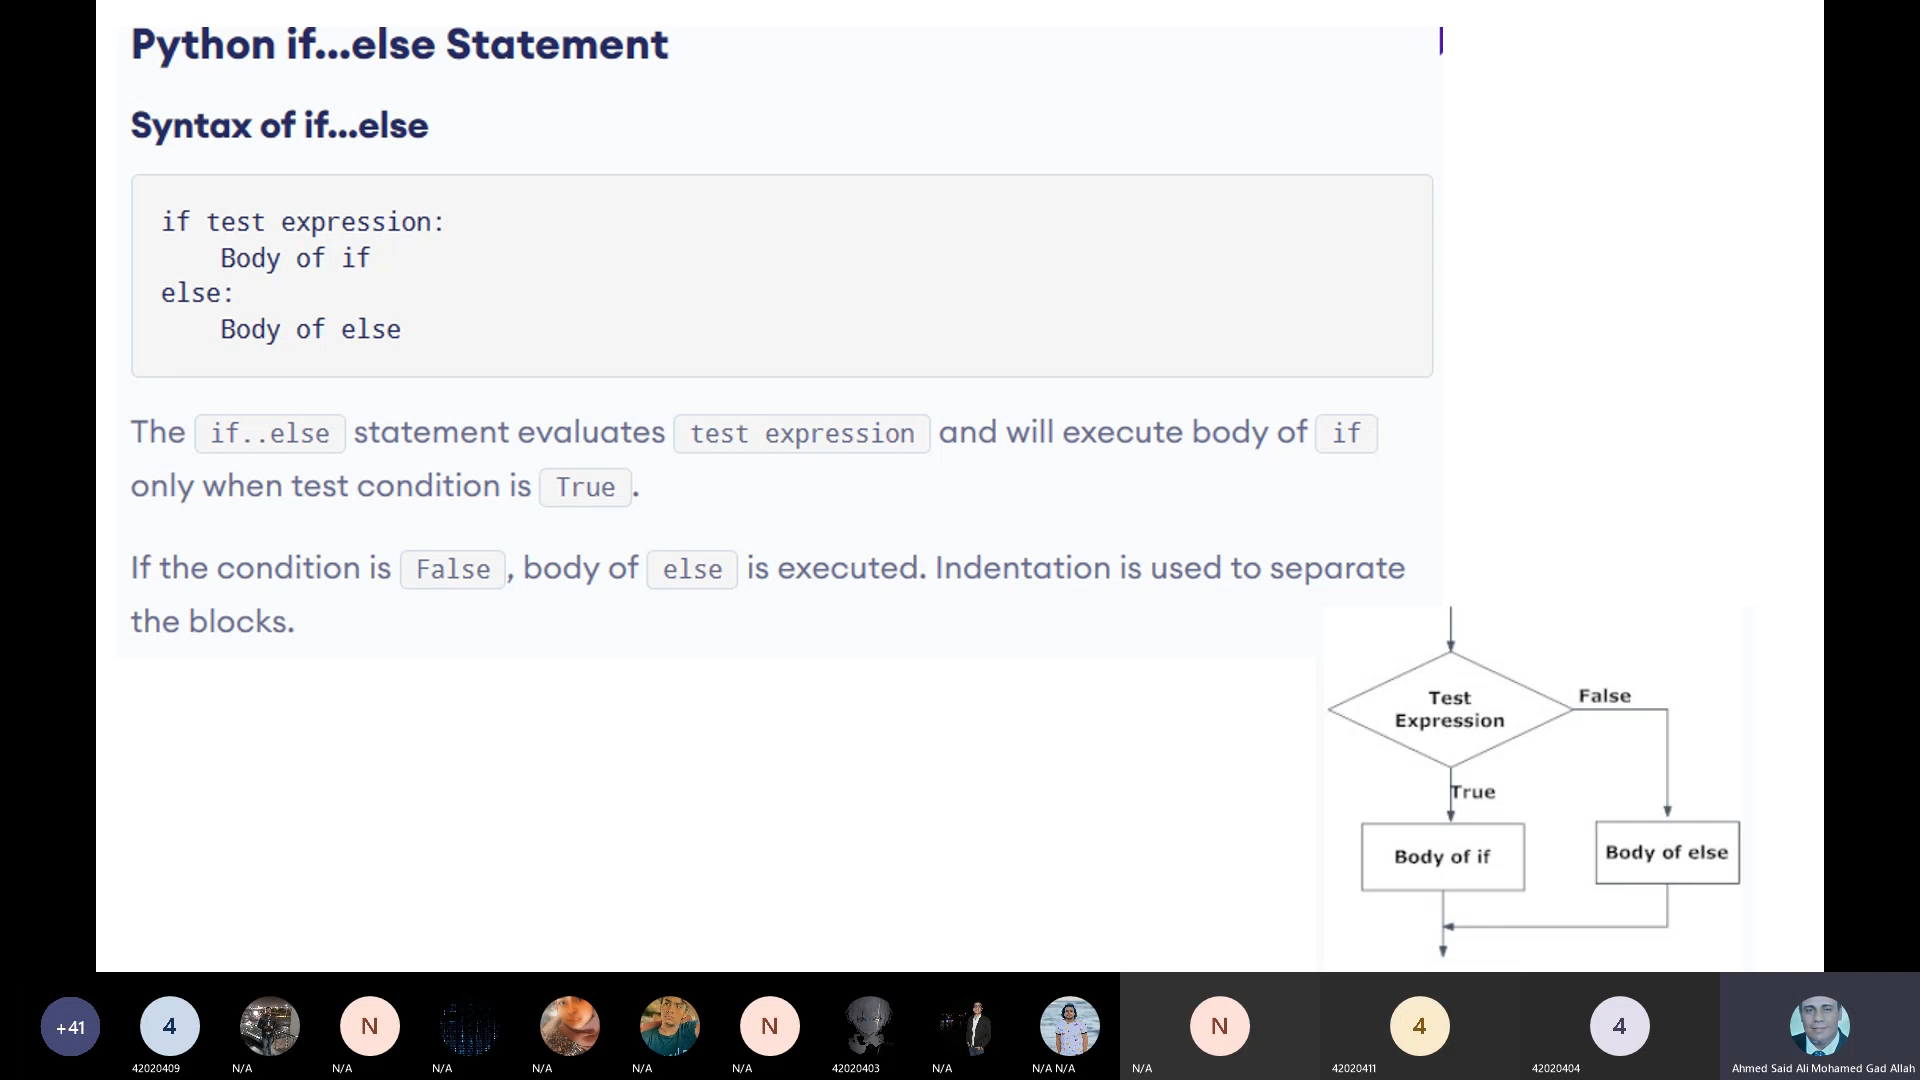 Python if...else Statement
Syntax of if...else
if test expression:
    Body of if
else:
    Body of else
The if..else statement evaluates test expression and will execute body of if
only when test condition is True.
If the condition is False, body of else is executed. Indentation is used to separate
the blocks.
Test
Expression
False
True
Body of if
Body of else
+41
4
N
N
N
4
4
42020409
N/A
N/A
N/A
N/A
N/A
N/A
42020403
N/A
N/A N/A
N/A
42020411
42020404
Ahmed Said Ali Mohamed Gad Allah